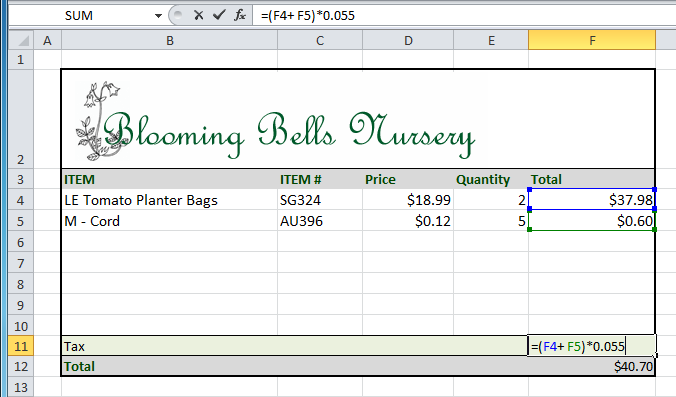 SUM fx =(F4+ F5)*0.055
A B C D E F
1
2 Blooming Bells Nursery
3 ITEM ITEM # Price Quantity Total
4 LE Tomato Planter Bags SG324 $18.99 2 $37.98
5 M - Cord AU396 $0.12 5 $0.60
6
7
8
9
10
11 Tax =(F4+ F5)*0.055
12 Total $40.70
13